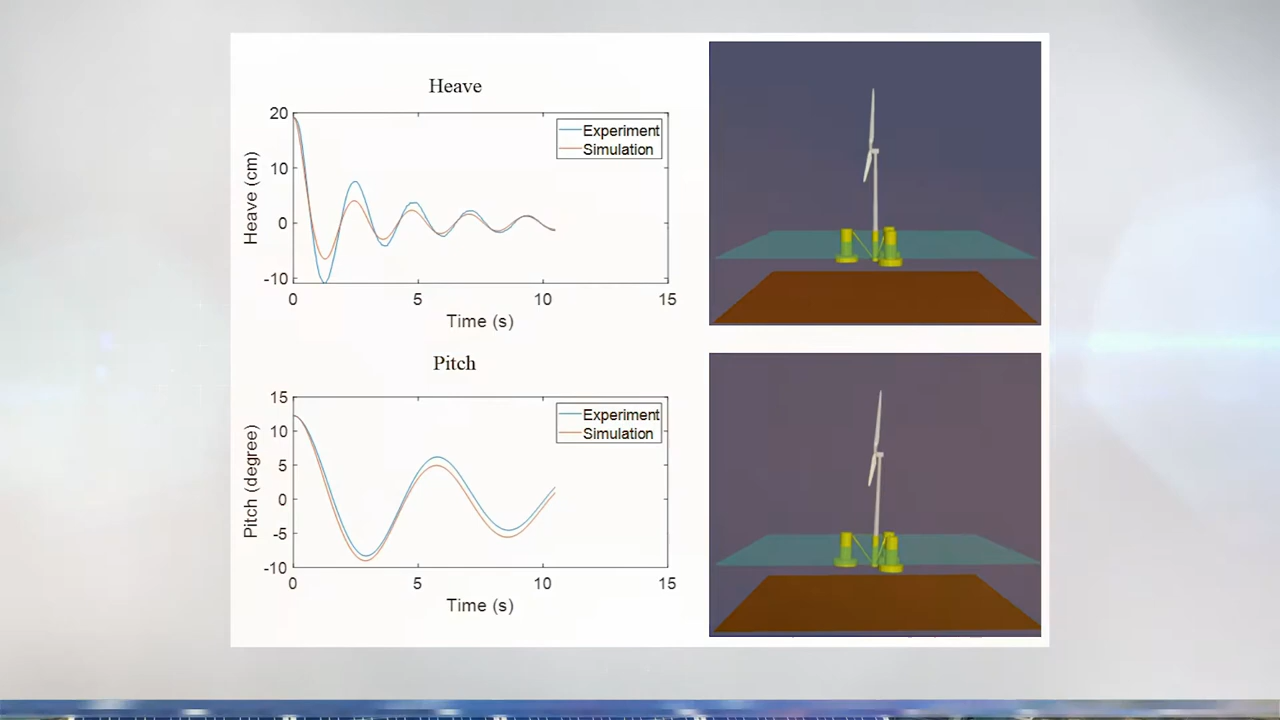 Heave
20
10
0
-10
Heave (cm)
Experiment
Simulation
0 5 10 15
Time (s)
Pitch
15
10
5
0
-5
-10
Pitch (degree)
Experiment
Simulation
0 5 10 15
Time (s)